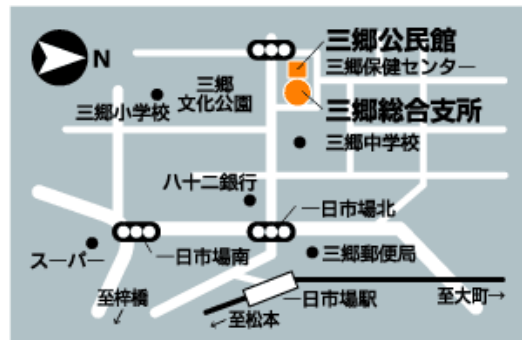 N
三郷公民館
三郷保健センター
三郷
文化公園
三郷小学校
三郷総合支所
三郷中学校
八十二銀行
一日市場北
スーパー
一日市場南
三郷郵便局
至梓橋
↙
一日市場駅
至大町→
↙至松本